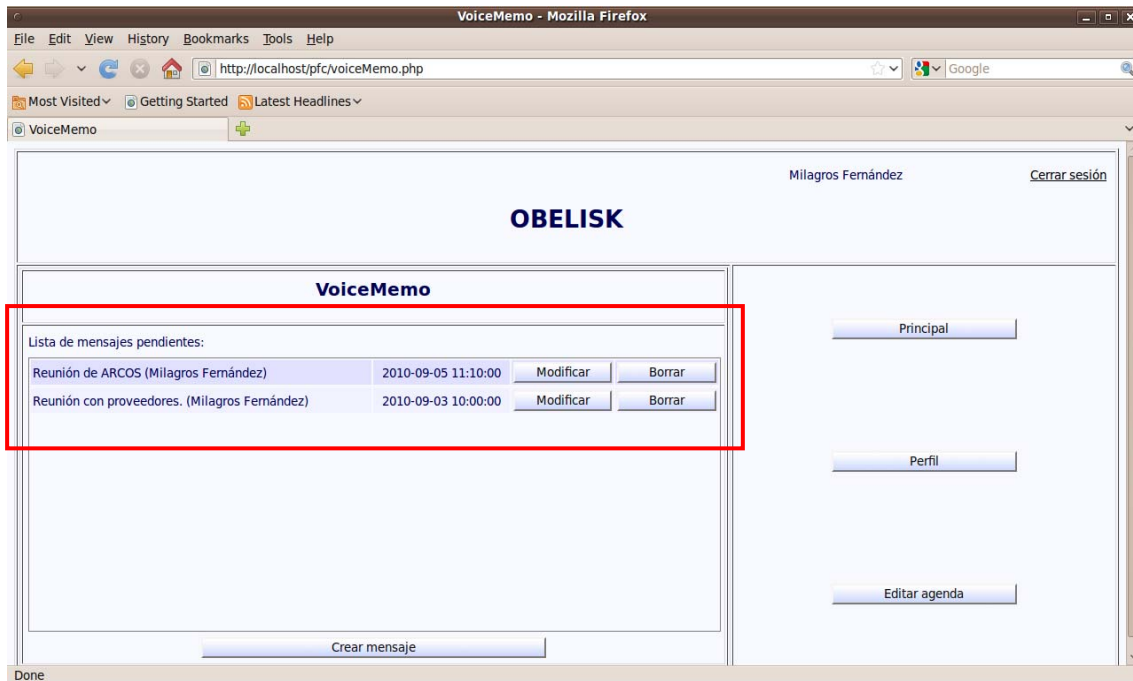 VoiceMemo - Mozilla Firefox
File Edit View History Bookmarks Tools Help
http://localhost/pfc/voiceMemo.php Google
Most Visited Getting Started Latest Headlines
VoiceMemo
Milagros Fernández Cerrar sesión
OBELISK
VoiceMemo
Principal
Lista de mensajes pendientes:
Reunión de ARCOS (Milagros Fernández) 2010-09-05 11:10:00 Modificar Borrar
Reunión con proveedores. (Milagros Fernández) 2010-09-03 10:00:00 Modificar Borrar
Perfil
Editar agenda
Crear mensaje
Done